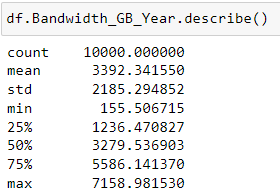 df.Bandwidth_GB_Year.describe()
count    10000.000000
mean      3392.341550
std       2185.294852
min        155.506715
25%       1236.470827
50%       3279.536903
75%       5586.141370
max       7158.981530